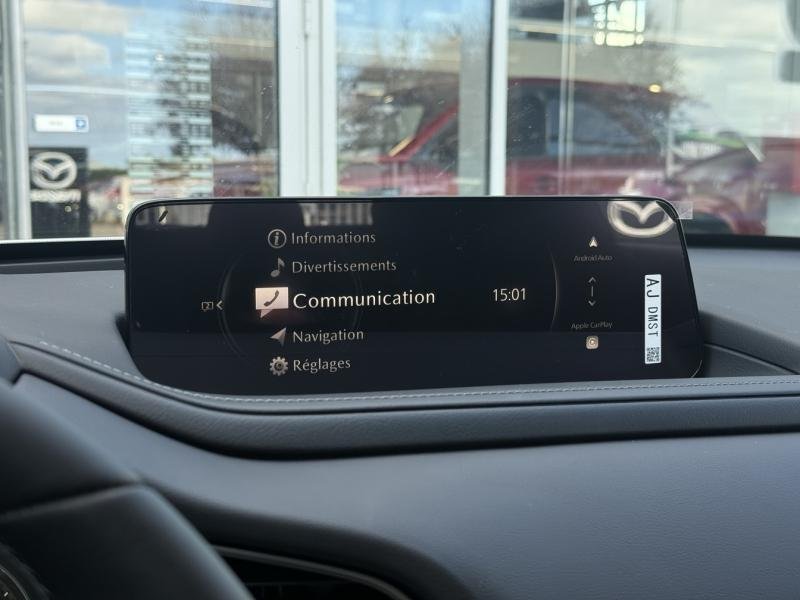 Informations
Divertissements
Communication
15:01
Navigation
Réglages
Android Auto
Apple CarPlay
AJ DMST